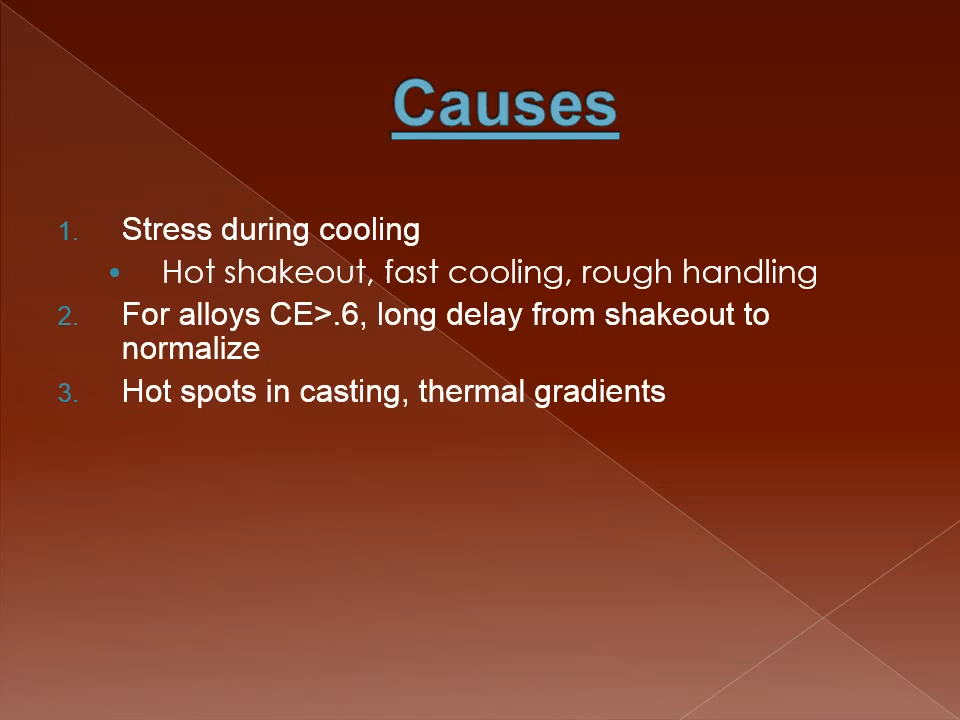 Causes
1. Stress during cooling
• Hot shakeout, fast cooling, rough handling
2. For alloys CE>.6, long delay from shakeout to
normalize
3. Hot spots in casting, thermal gradients